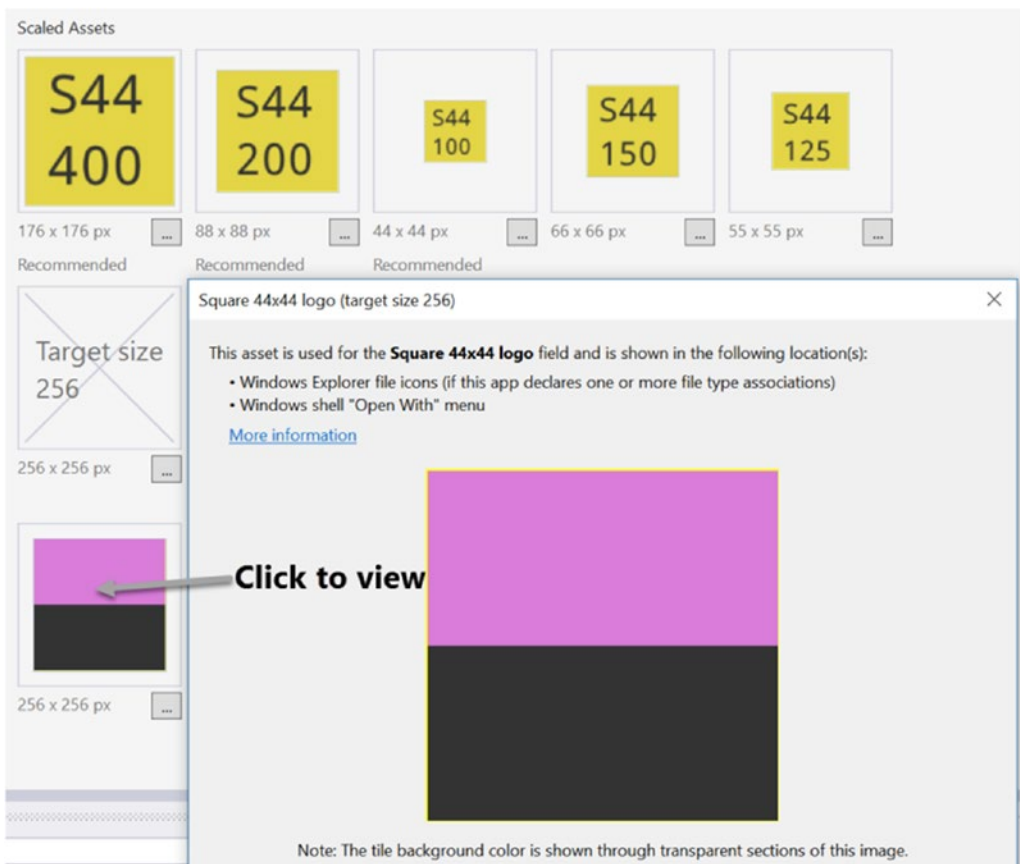 Scaled Assets
S44
400
S44
200
S44
100
S44
150
S44
125
176 x 176 px ...
88 x 88 px ...
44 x 44 px ...
66 x 66 px ...
55 x 55 px ...
Recommended
Recommended
Recommended
Target size
256
256 x 256 px ...
Square 44x44 logo (target size 256)
This asset is used for the Square 44x44 logo field and is shown in the following location(s):
• Windows Explorer file icons (if this app declares one or more file type associations)
• Windows shell "Open With" menu
More information
Click to view
256 x 256 px ...
Note: The tile background color is shown through transparent sections of this image.